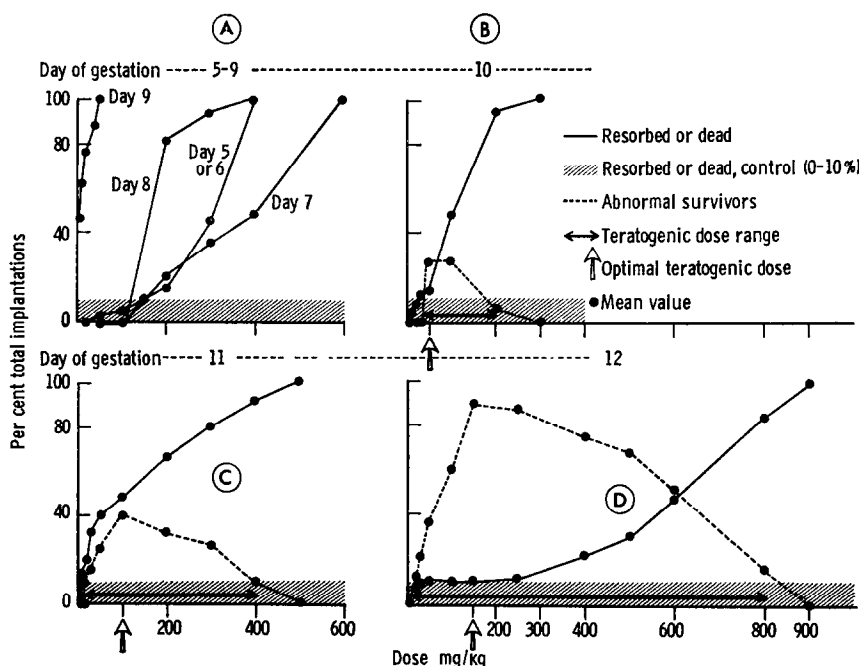 A
B
Day of gestation 5-9 10
100
80
40
0
Day 9
Day 8
Day 5
or 6
Day 7
Resorbed or dead
Resorbed or dead, control (0-10%)
Abnormal survivors
Teratogenic dose range
Optimal teratogenic dose
Mean value
Per cent total implantations
Day of gestation 11 12
100
80
40
0
C
D
200 400 600
200 300 400 500 600 800 900
Dose mg/kg